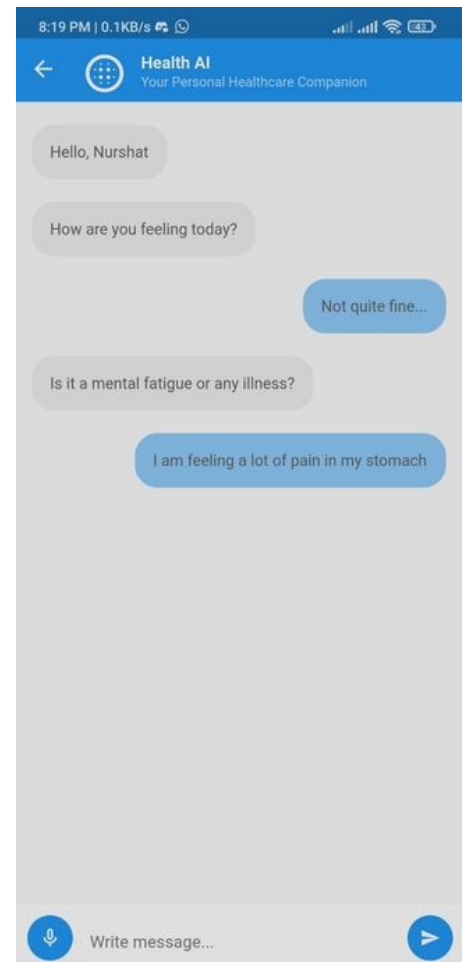 8:19 PM | 0.1KB/s
43
Health AI
Your Personal Healthcare Companion
Hello, Nurshat
How are you feeling today?
Not quite fine...
Is it a mental fatigue or any illness?
I am feeling a lot of pain in my stomach
Write message...